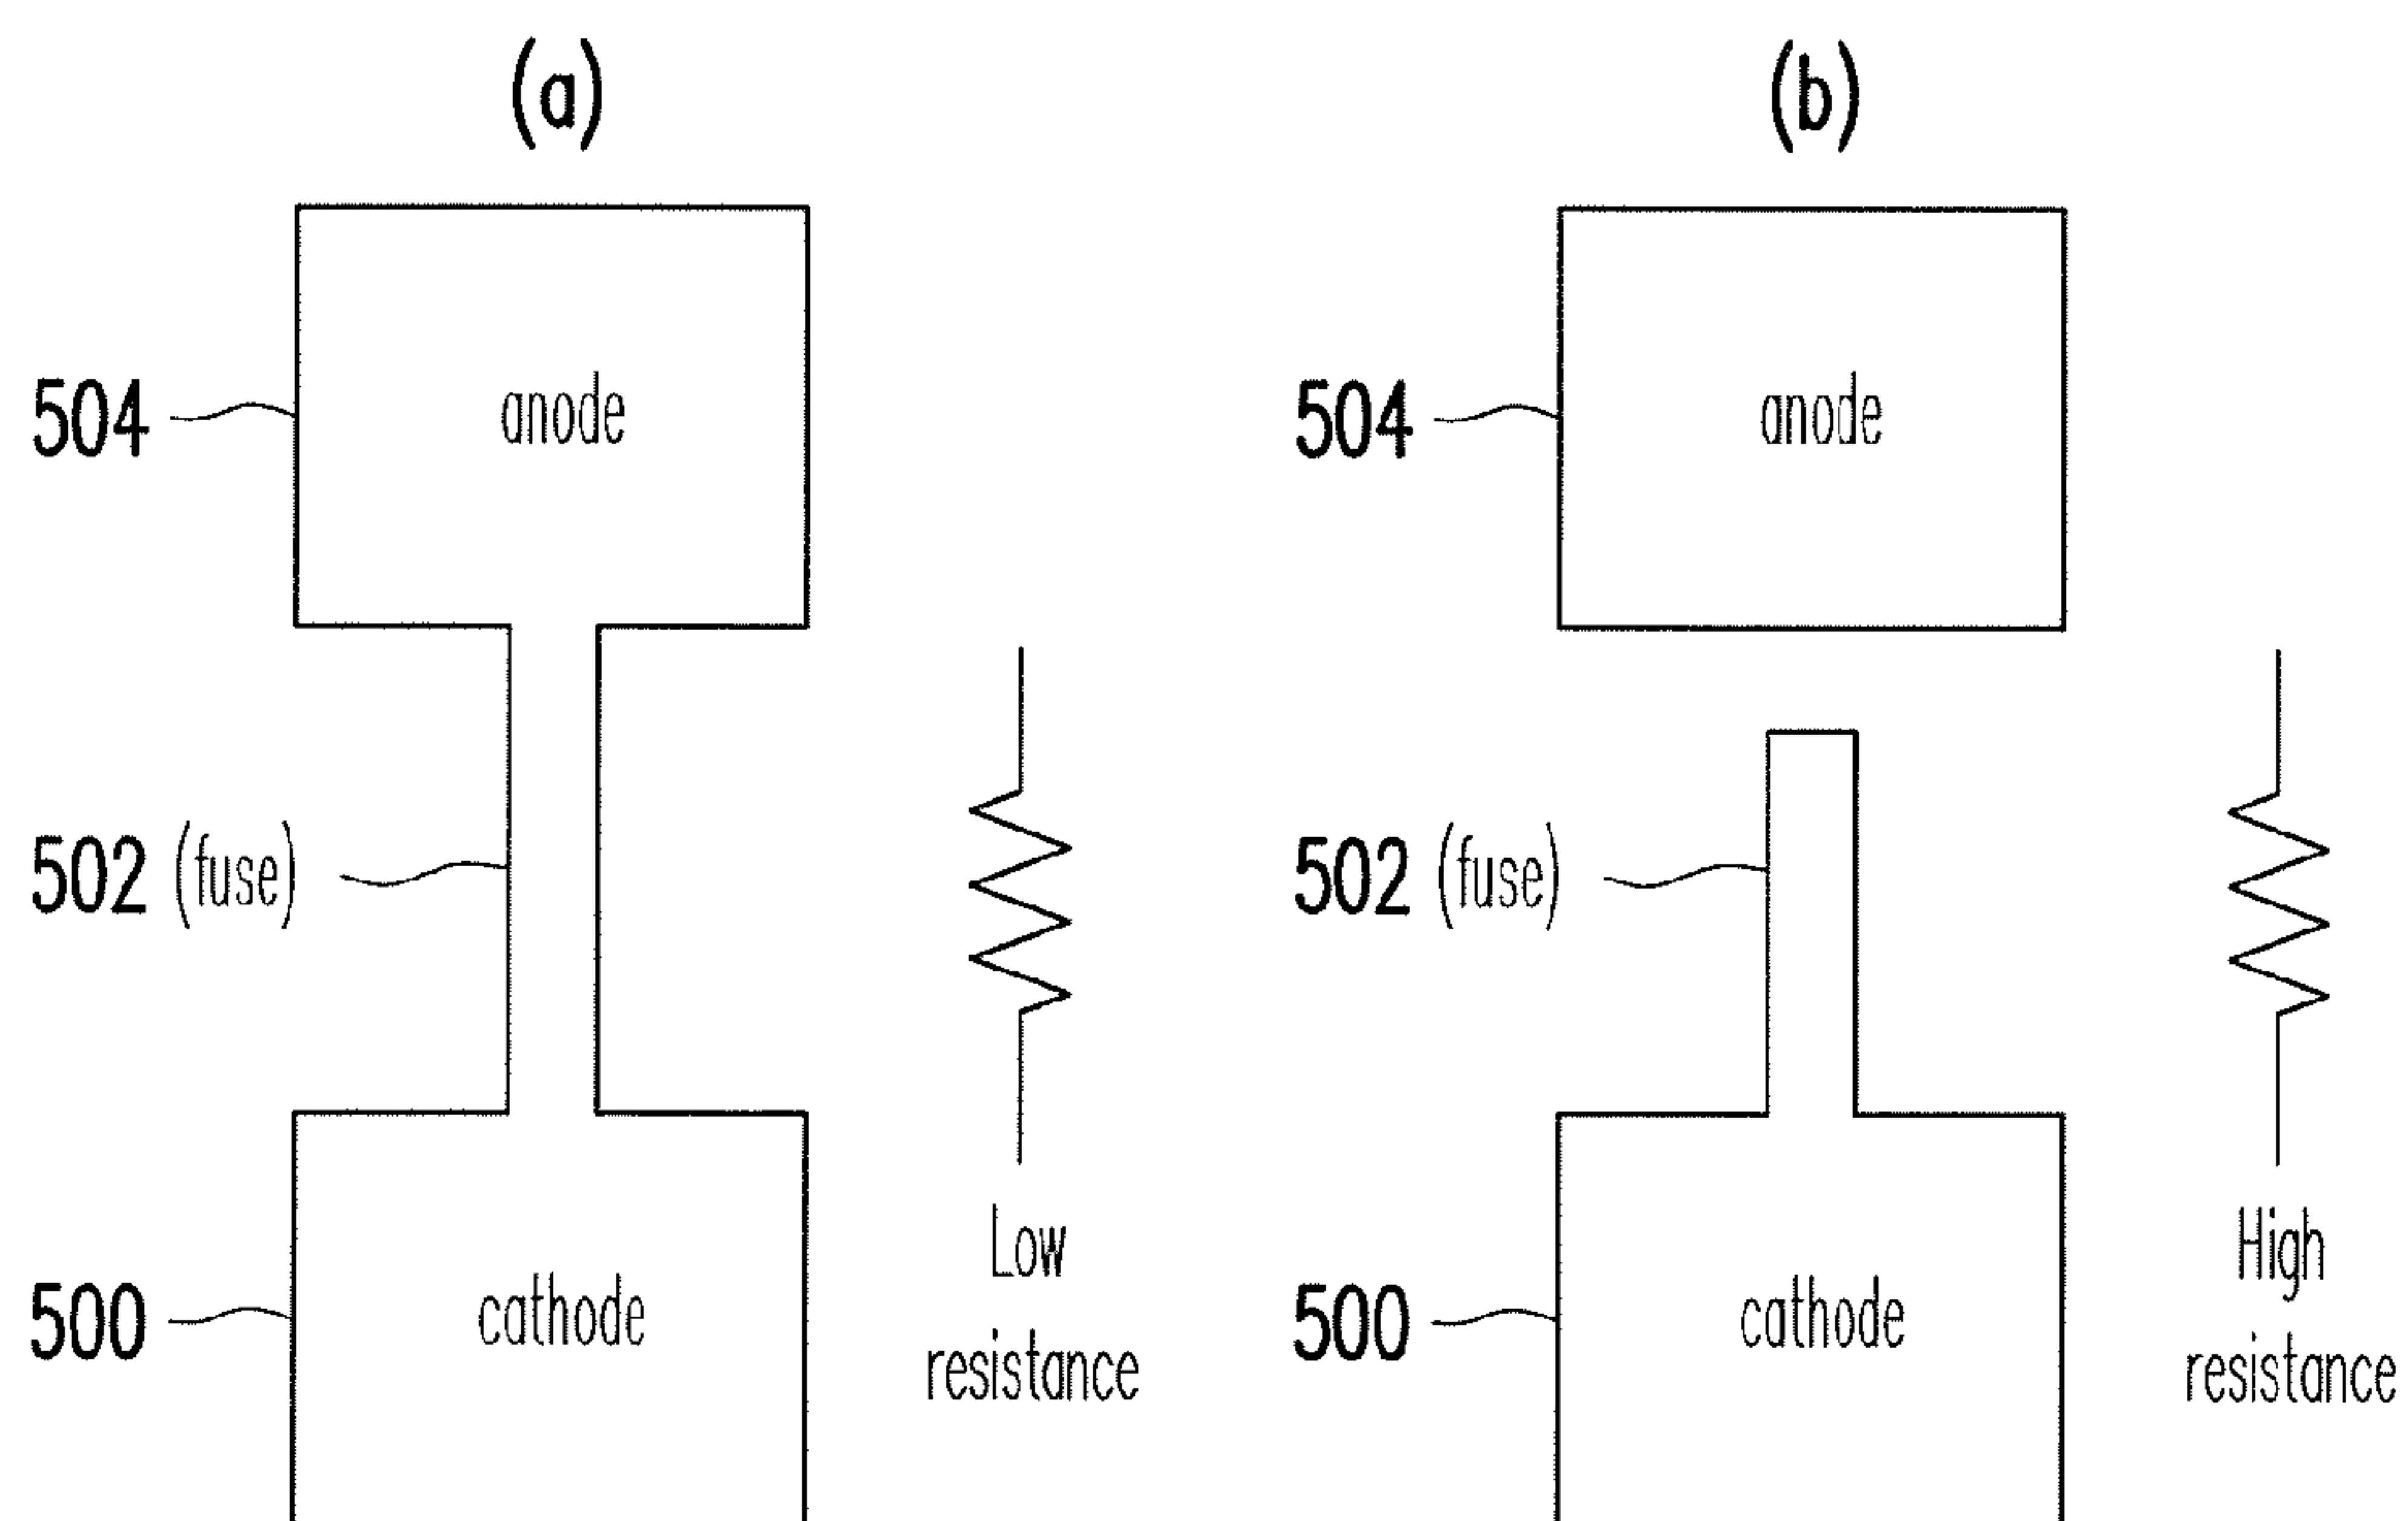 (a)
504
anode
502 (fuse)
500
cathode
Low
resistance
(b)
504
anode
502 (fuse)
500
cathode
High
resistance